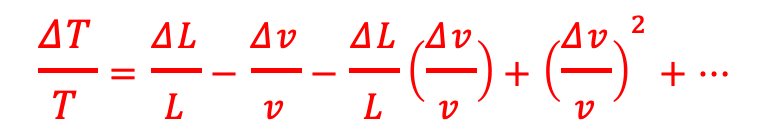 ΔT/T = ΔL/L − Δv/v − ΔL/L (Δv/v) + (Δv/v)² + ⋯